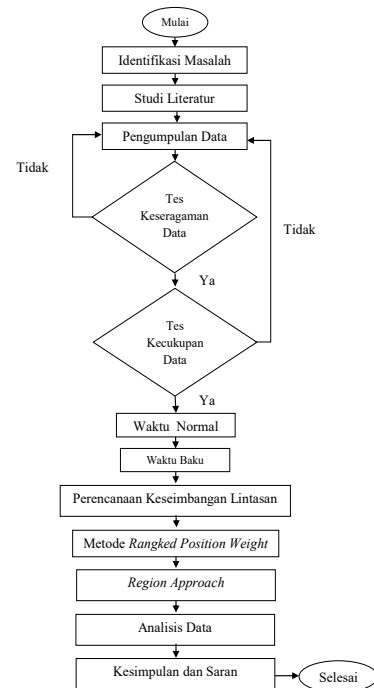 Mulai
Identifikasi Masalah
Studi Literatur
Pengumpulan Data
Tidak
Tes
Keseragaman
Data
Tidak
Ya
Tes
Kecukupan
Data
Ya
Waktu Normal
Waktu Baku
Perencanaan Keseimbangan Lintasan
Metode Rangked Position Weight
Region Approach
Analisis Data
Kesimpulan dan Saran
Selesai